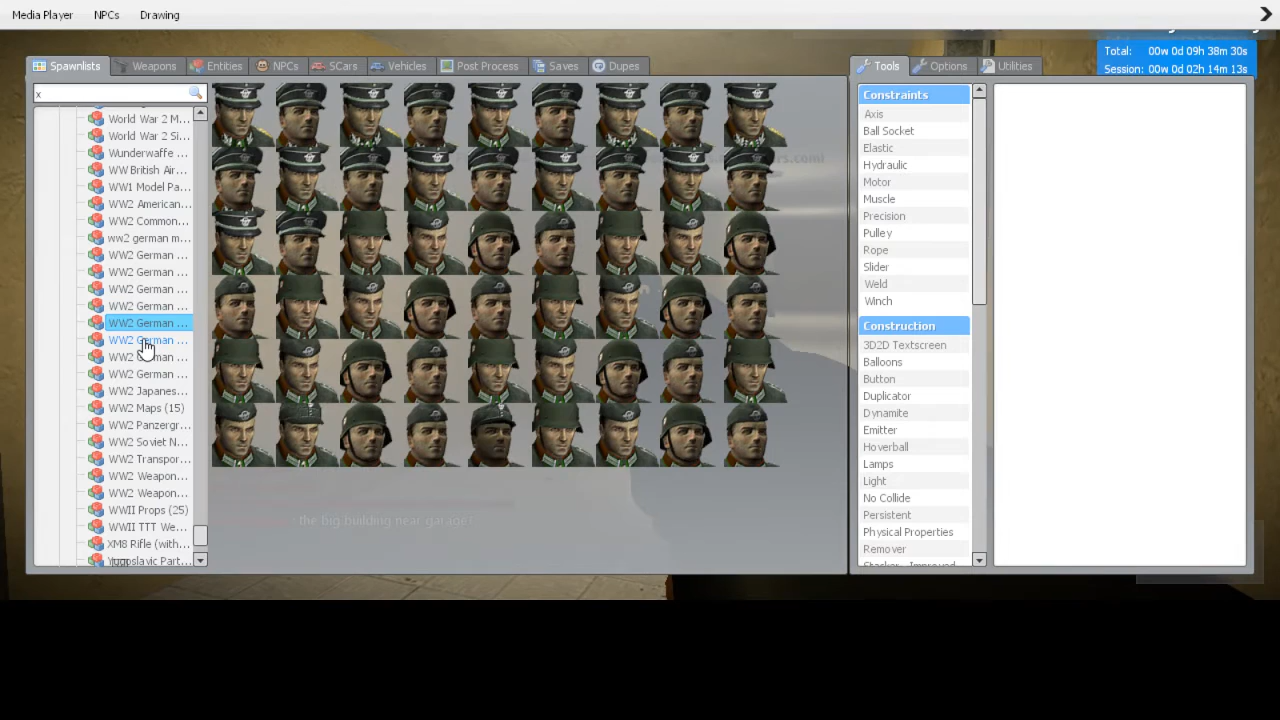 Media Player NPCs Drawing
Total: 00w 0d 09h 38m 30s
Session: 00w 0d 02h 14m 13s
Spawnlists Weapons Entities NPCs SCars Vehicles Post Process Saves Dupes
Tools Options Utilities
x
World War 2 M...
World War 2 Si...
Wunderwaffe ...
WW British Air...
WW1 Model Pa...
WW2 American...
WW2 Common...
ww2 german m...
WW2 German ...
WW2 German ...
WW2 German ...
WW2 German ...
WW2 German ...
WW2 German ...
WW2 German ...
WW2 German ...
WW2 Japanes...
WW2 Maps (15)
WW2 Panzergr...
WW2 Soviet N...
WW2 Transpor...
WW2 Weapon...
WW2 Weapon...
WWII Props (25)
WWII TTT We...
XM8 Rifle (with...
Yugoslavic Part...
the big building near garage?
Constraints
Axis
Ball Socket
Elastic
Hydraulic
Motor
Muscle
Precision
Pulley
Rope
Slider
Weld
Winch
Construction
3D2D Textscreen
Balloons
Button
Duplicator
Dynamite
Emitter
Hoverball
Lamps
Light
No Collide
Persistent
Physical Properties
Remover
Stacker - Improved